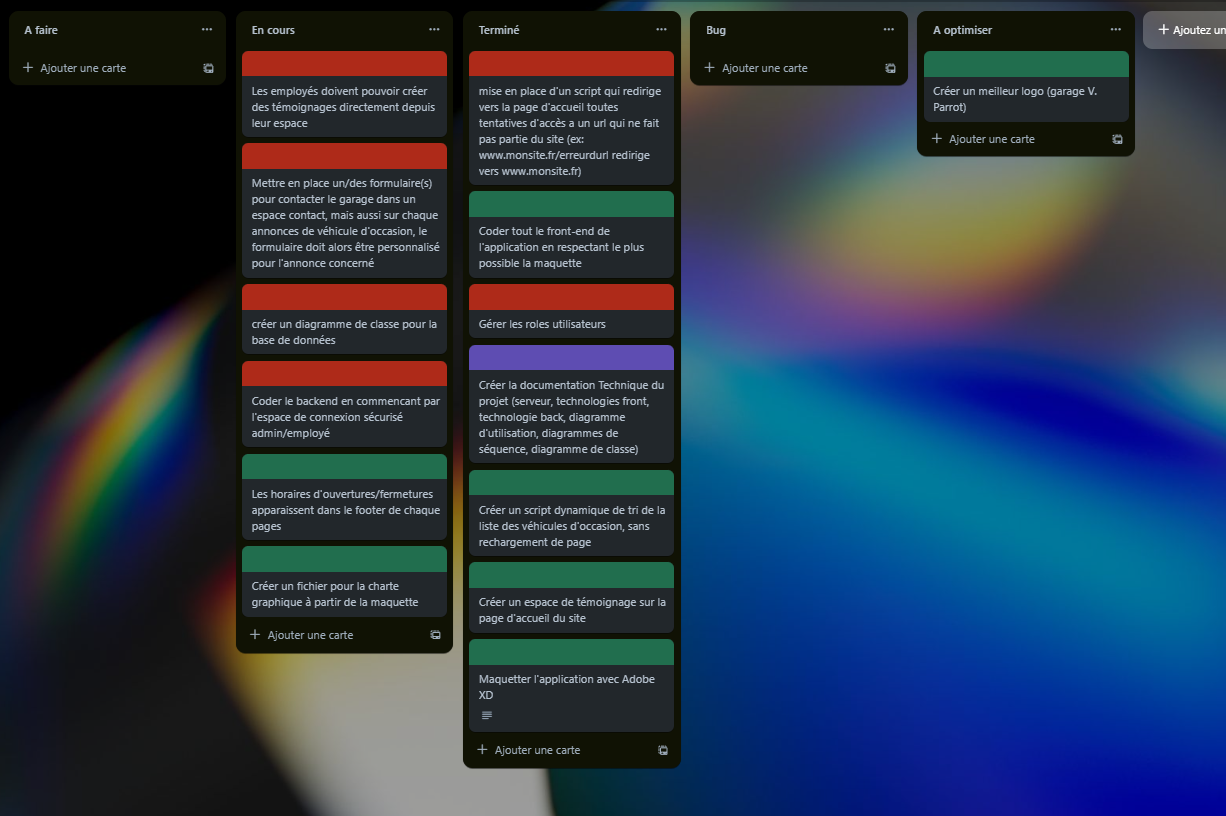 A faire
Ajouter une carte
En cours
Les employés doivent pouvoir créer
des témoignages directement depuis
leur espace
Mettre en place un/des formulaire(s)
pour contacter le garage dans un
espace contact, mais aussi sur chaque
annonces de véhicule d'occasion, le
formulaire doit alors être personnalisé
pour l'annonce concerné
créer un diagramme de classe pour la
base de données
Coder le backend en commencant par
l'espace de connexion sécurisé
admin/employé
Les horaires d'ouvertures/fermetures
apparaissent dans le footer de chaque
pages
Créer un fichier pour la charte
graphique à partir de la maquette
Ajouter une carte
Terminé
mise en place d'un script qui redirige
vers la page d'accueil toutes
tentatives d'accès a un url qui ne fait
pas partie du site (ex:
www.monsite.fr/erreurdurl redirige
vers www.monsite.fr)
Coder tout le front-end de
l'application en respectant le plus
possible la maquette
Gérer les roles utilisateurs
Créer la documentation Technique du
projet (serveur, technologies front,
technologie back, diagramme
d'utilisation, diagrammes de
séquence, diagramme de classe)
Créer un script dynamique de tri de la
liste des véhicules d'occasion, sans
rechargement de page
Créer un espace de témoignage sur la
page d'accueil du site
Maquetter l'application avec Adobe
XD
Ajouter une carte
Bug
Ajouter une carte
A optimiser
Créer un meilleur logo (garage V.
Parrot)
Ajouter une carte
Ajoutez un